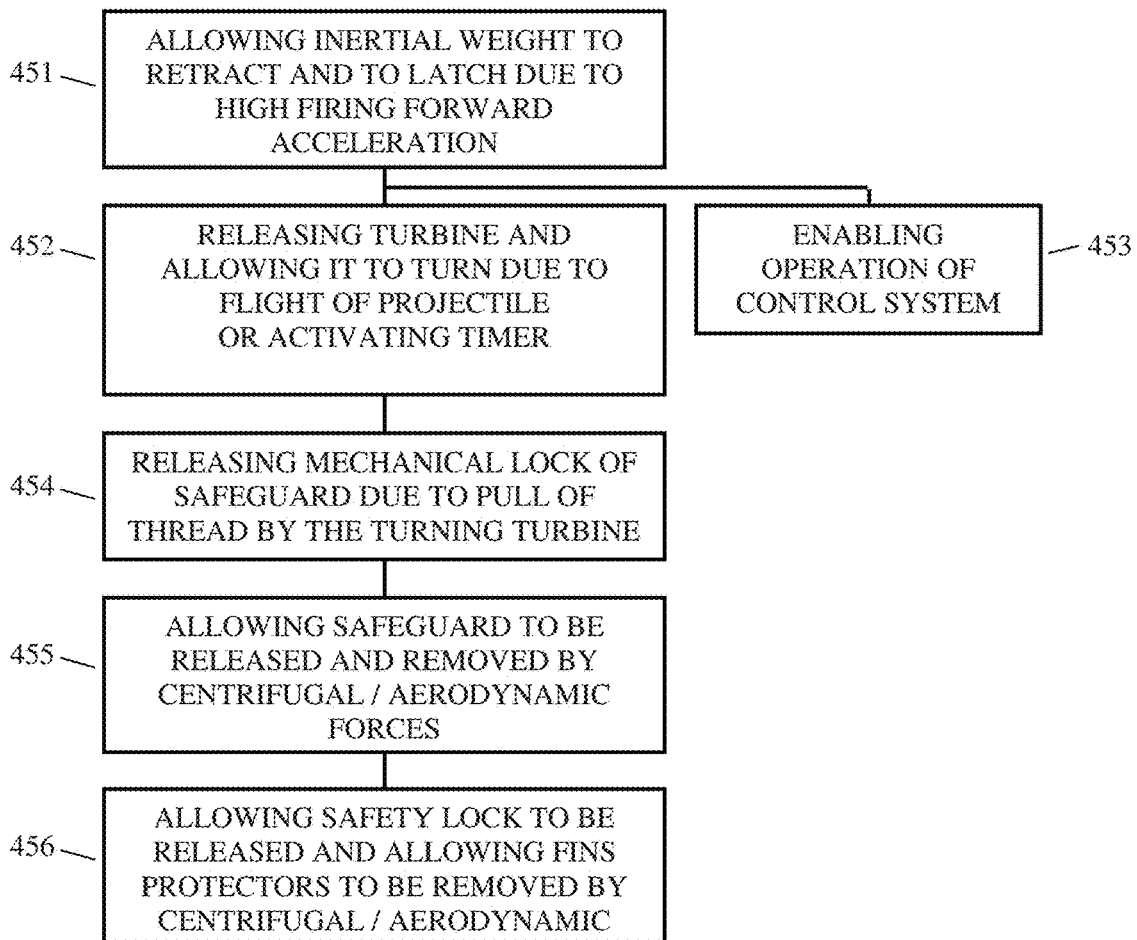 451
ALLOWING INERTIAL WEIGHT TO
RETRACT AND TO LATCH DUE TO
HIGH FIRING FORWARD
ACCELERATION
452
RELEASING TURBINE AND
ALLOWING IT TO TURN DUE TO
FLIGHT OF PROJECTILE
OR ACTIVATING TIMER
ENABLING
OPERATION OF
CONTROL SYSTEM
453
454
RELEASING MECHANICAL LOCK OF
SAFEGUARD DUE TO PULL OF
THREAD BY THE TURNING TURBINE
455
ALLOWING SAFEGUARD TO BE
RELEASED AND REMOVED BY
CENTRIFUGAL / AERODYNAMIC
FORCES
456
ALLOWING SAFETY LOCK TO BE
RELEASED AND ALLOWING FINS
PROTECTORS TO BE REMOVED BY
CENTRIFUGAL / AERODYNAMIC